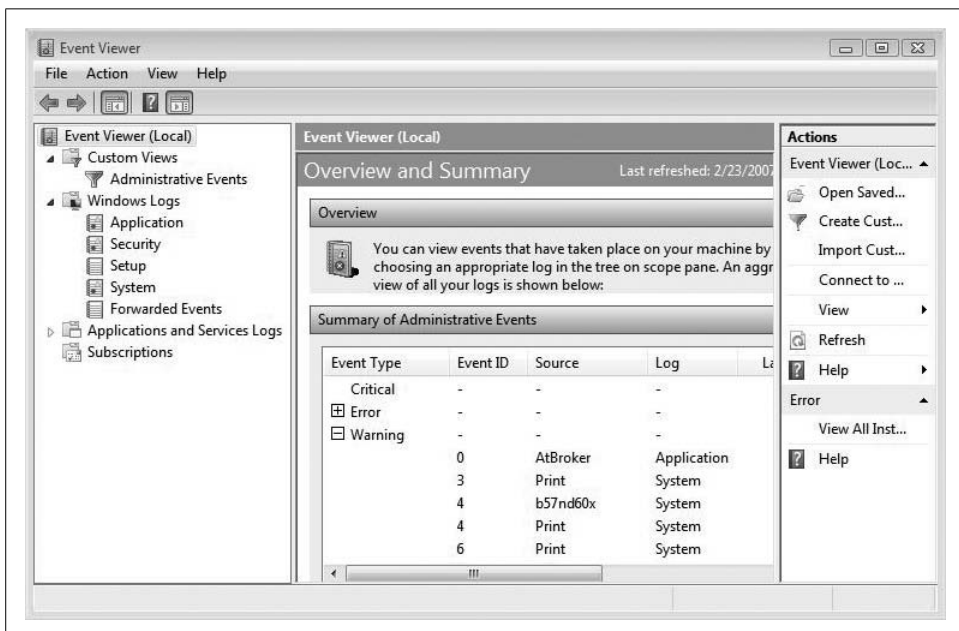 Event Viewer
File Action View Help
Event Viewer (Local)
Custom Views
Administrative Events
Windows Logs
Application
Security
Setup
System
Forwarded Events
Applications and Services Logs
Subscriptions
Event Viewer (Local)
Overview and Summary Last refreshed: 2/23/2007
Overview
You can view events that have taken place on your machine by
choosing an appropriate log in the tree on scope pane. An aggr
view of all your logs is shown below:
Summary of Administrative Events
Event Type Event ID Source Log La
Critical - - -
Error - - -
Warning - - -
0 AtBroker Application
3 Print System
4 b57nd60x System
4 Print System
6 Print System
Actions
Event Viewer (Loc...
Open Saved...
Create Cust...
Import Cust...
Connect to ...
View
Refresh
Help
Error
View All Inst...
Help